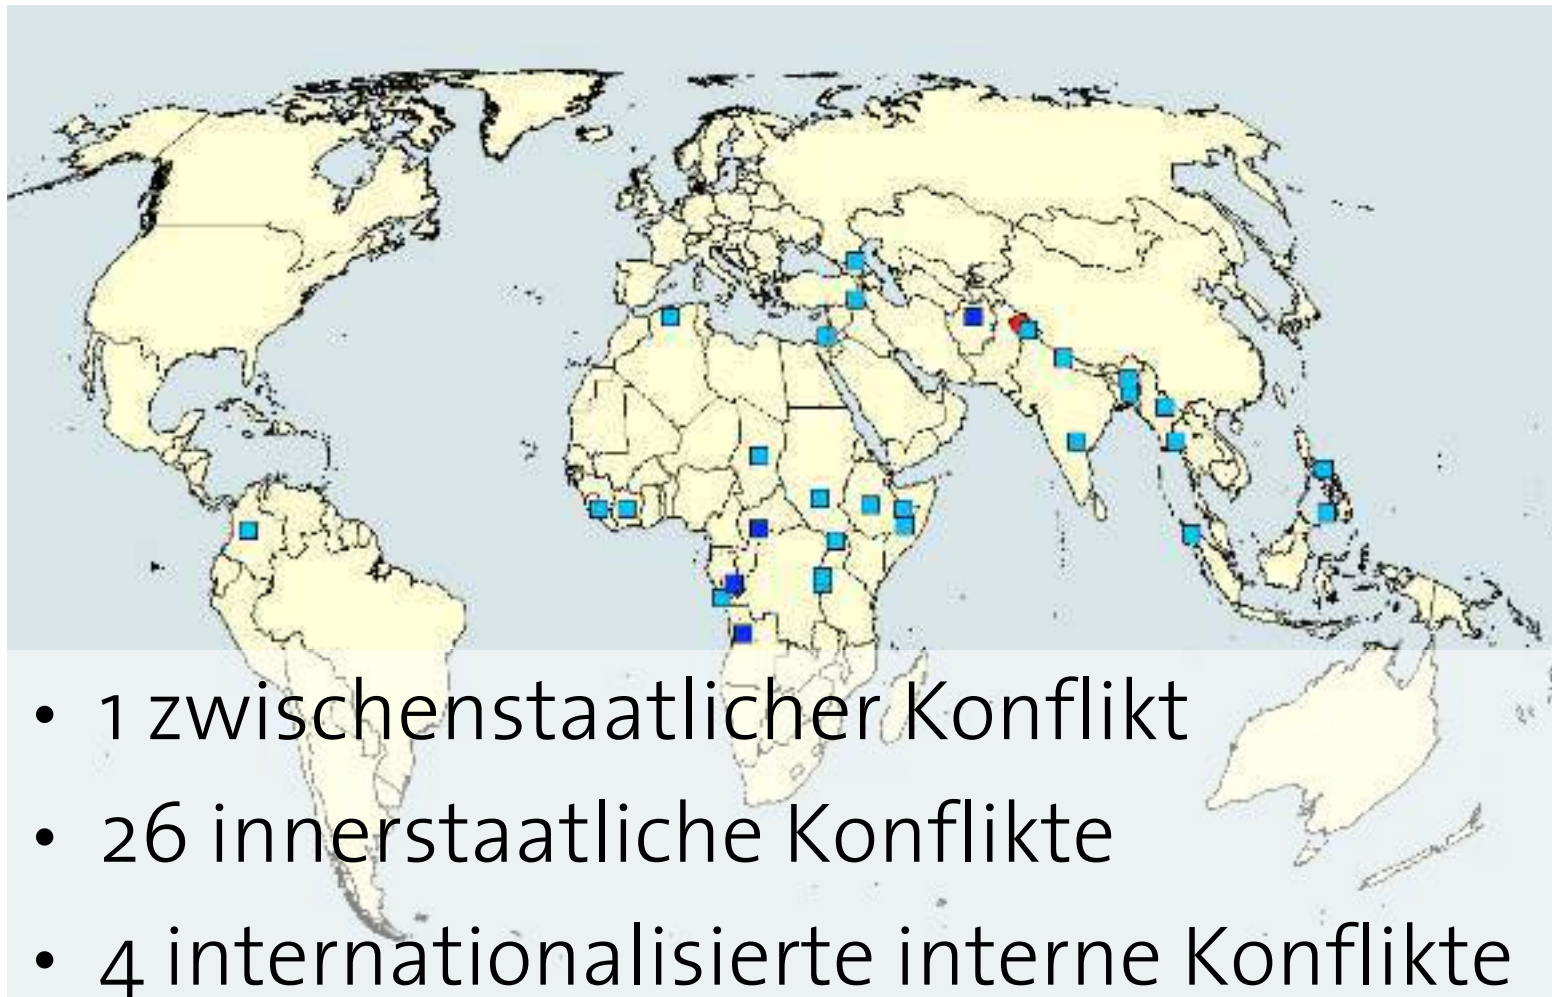 • 1 zwischenstaatlicher Konflikt
• 26 innerstaatliche Konflikte
• 4 internationalisierte interne Konflikte